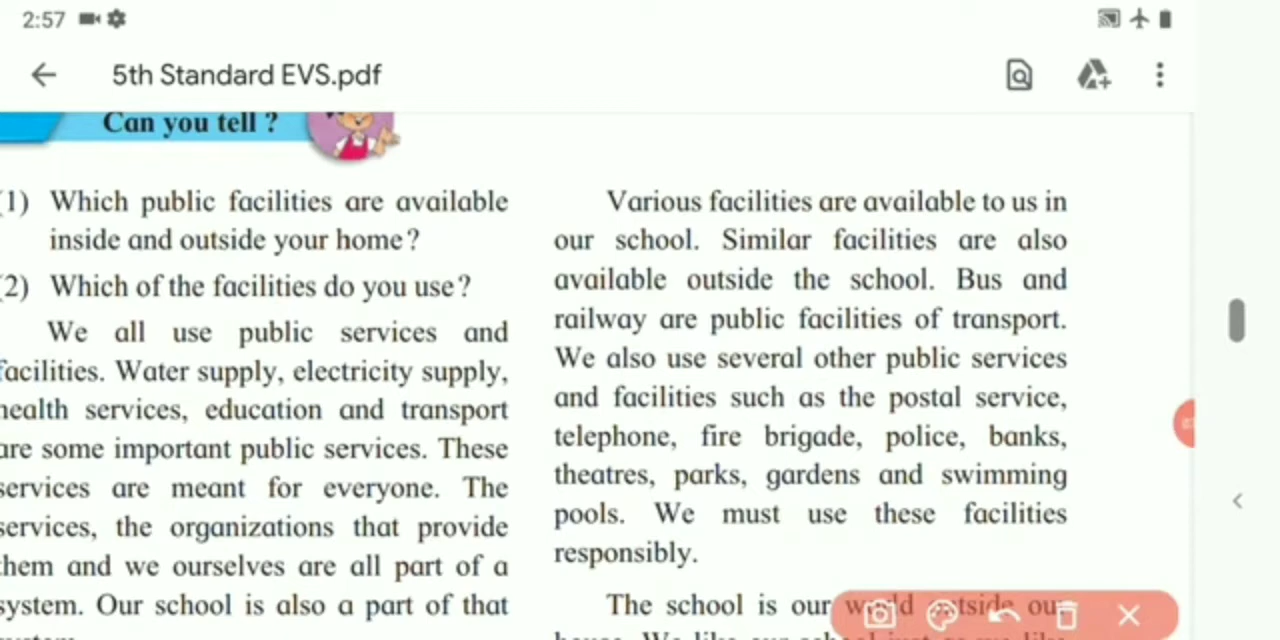 2:57
5th Standard EVS.pdf
Can you tell ?
(1) Which public facilities are available
inside and outside your home?
(2) Which of the facilities do you use?
We all use public services and
facilities. Water supply, electricity supply,
health services, education and transport
are some important public services. These
services are meant for everyone. The
services, the organizations that provide
them and we ourselves are all part of a
system. Our school is also a part of that
Various facilities are available to us in
our school. Similar facilities are also
available outside the school. Bus and
railway are public facilities of transport.
We also use several other public services
and facilities such as the postal service,
telephone, fire brigade, police, banks,
theatres, parks, gardens and swimming
pools. We must use these facilities
responsibly.
The school is our